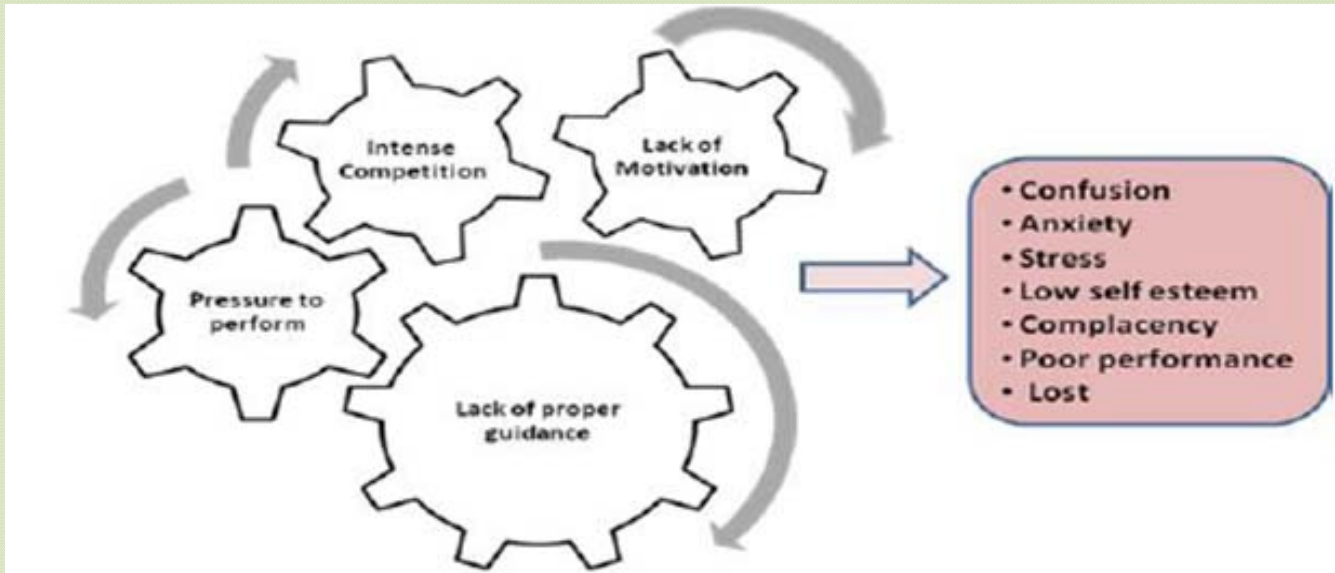 Intense
Competition
Lack of
Motivation
Pressure to
perform
Lack of proper
guidance
• Confusion
• Anxiety
• Stress
• Low self esteem
• Complacency
• Poor performance
• Lost